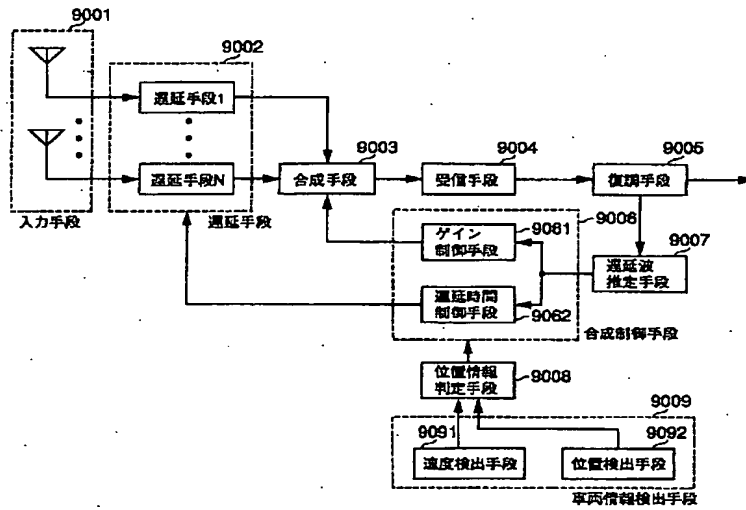 9001
9002
遅延手段1
9003
9004
9005
遅延手段N
合成手段
受信手段
復調手段
入力手段
遅延手段
9006
ゲイン
制御手段
9061
9007
遅延波
推定手段
遅延時間
制御手段
9062
合成制御手段
位置情報
判定手段
9008
9009
9091
9092
速度検出手段
位置検出手段
車両情報検出手段